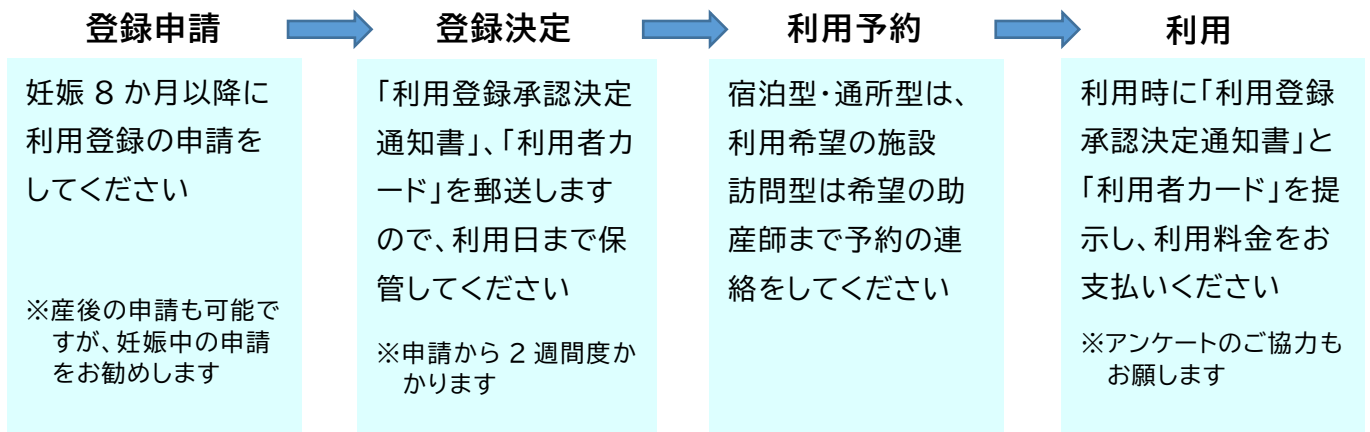 登録申請
妊娠8か月以降に
利用登録の申請を
してください
※産後の申請も可能で
すが、妊娠中の申請
をお勧めします
登録決定
「利用登録承認決定
通知書」、「利用者カ
ード」を郵送します
ので、利用日まで保
管してください
※申請から2週間度か
かります
利用予約
宿泊型・通所型は、
利用希望の施設
訪問型は希望の助
産師まで予約の連
絡をしてください
利用
利用時に「利用登録
承認決定通知書」と
「利用者カード」を提
示し、利用料金をお
支払いください
※アンケートのご協力も
お願します